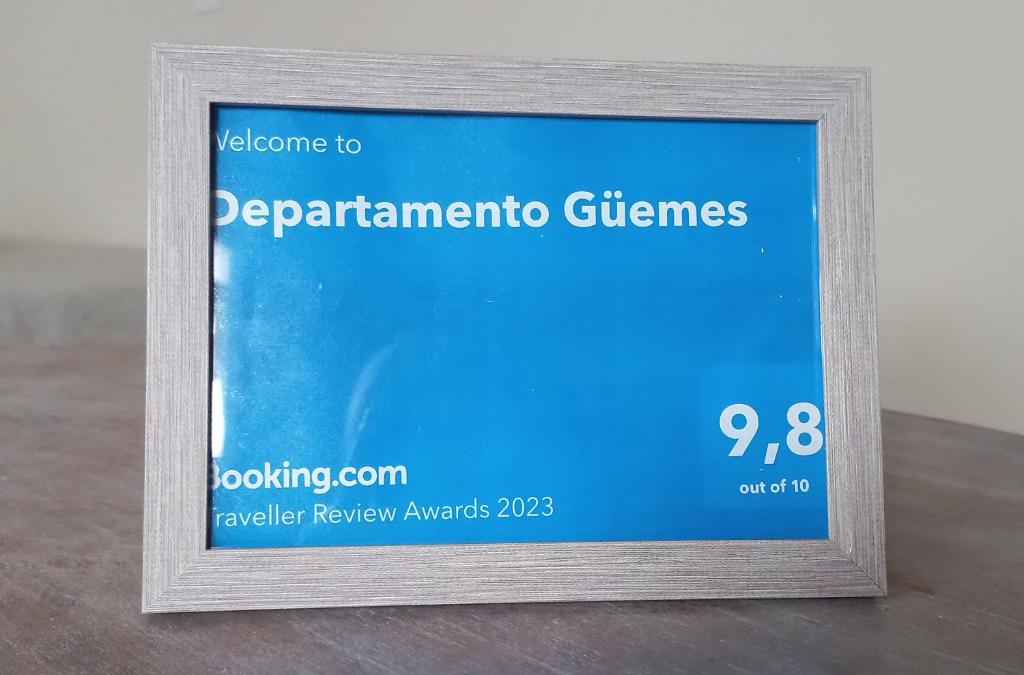 Welcome to
Departamento Güemes
9,8
out of 10
Booking.com
Traveller Review Awards 2023